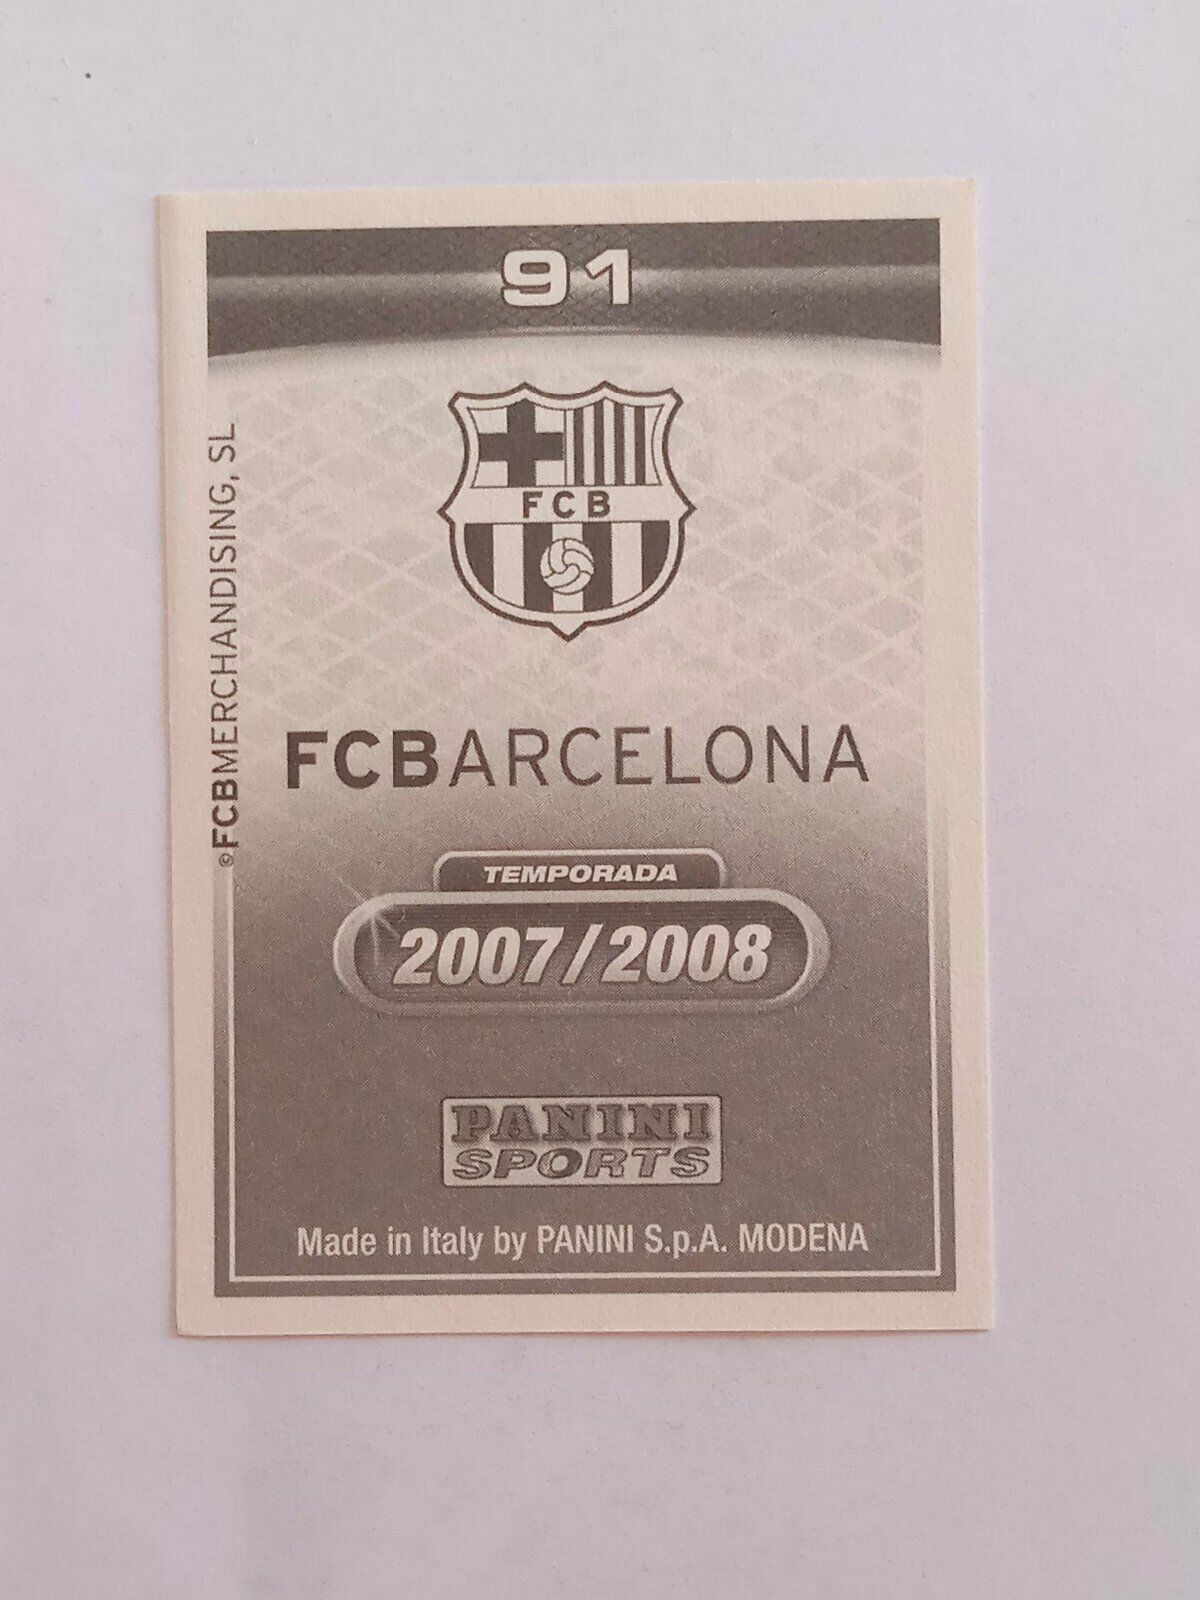 91
FCB
FCBARCELONA
©FCBMERCHANDISING, SL
TEMPORADA
2007/2008
PANINI
SPORTS
Made in Italy by PANINI S.p.A. MODENA